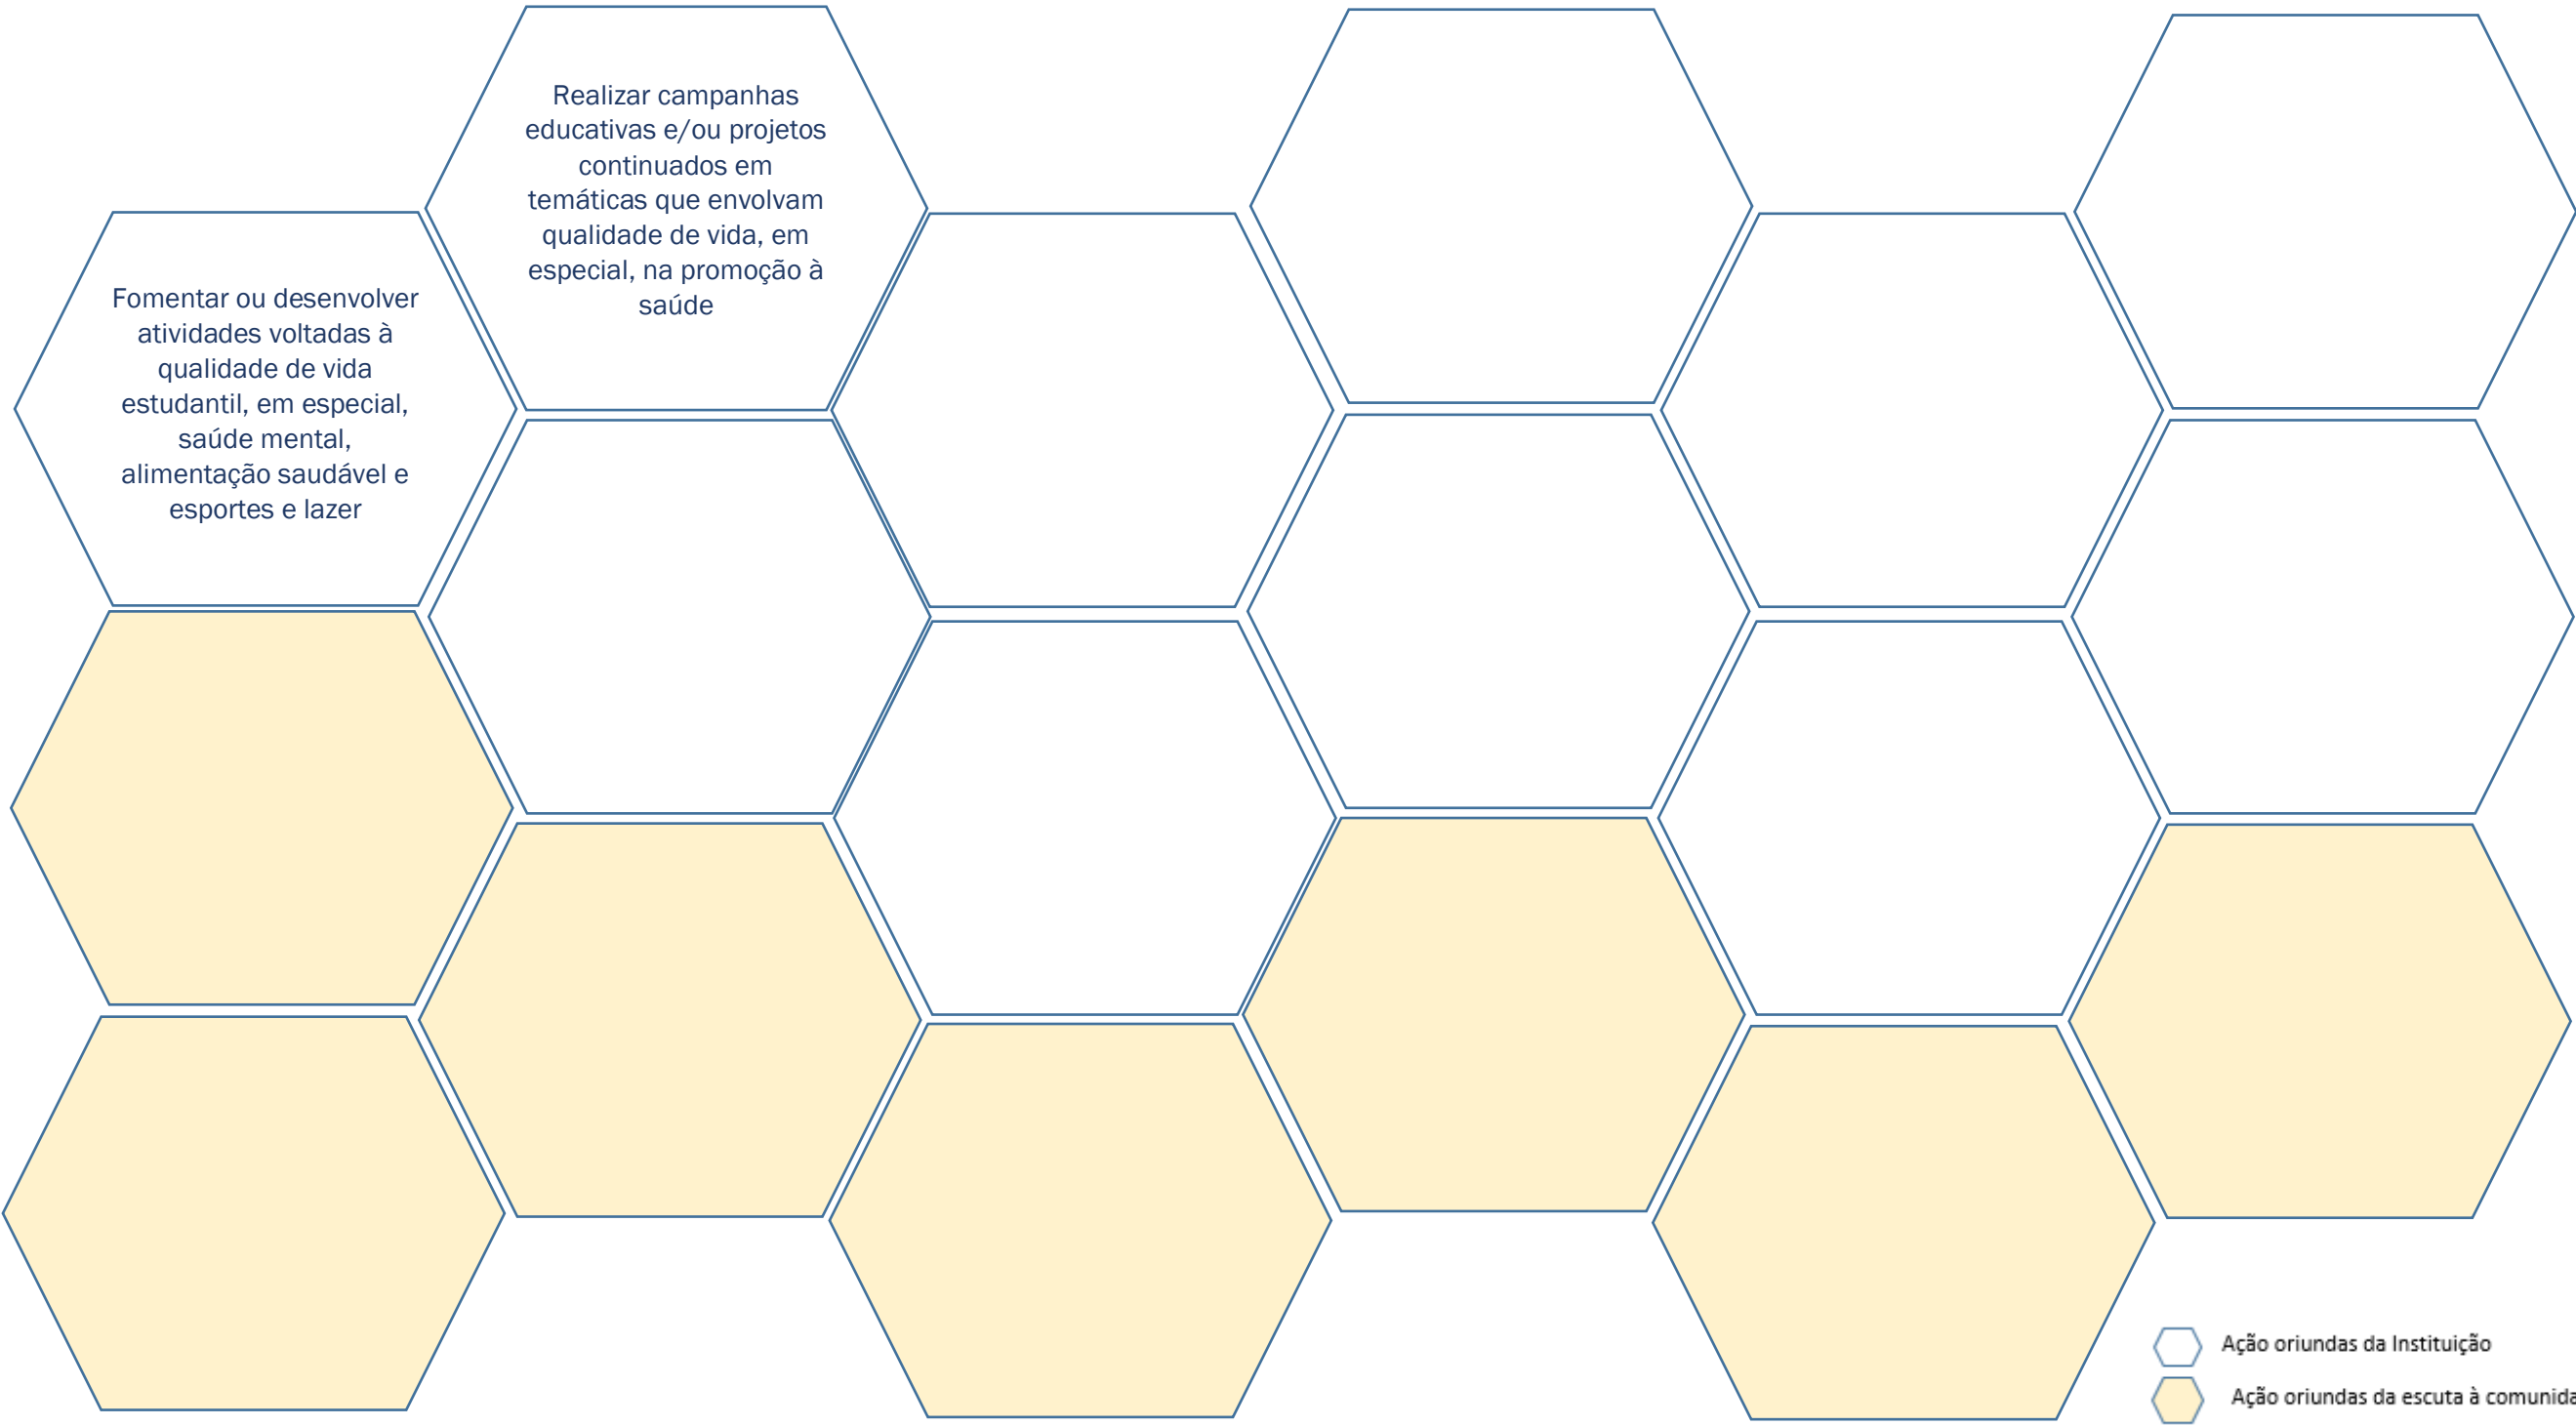 Realizar campanhas
educativas e/ou projetos
continuados em
temáticas que envolvam
qualidade de vida, em
especial, na promoção à
saúde
Fomentar ou desenvolver
atividades voltadas à
qualidade de vida
estudantil, em especial,
saúde mental,
alimentação saudável e
esportes e lazer
Ação oriundas da Instituição
Ação oriundas da escuta à comunida